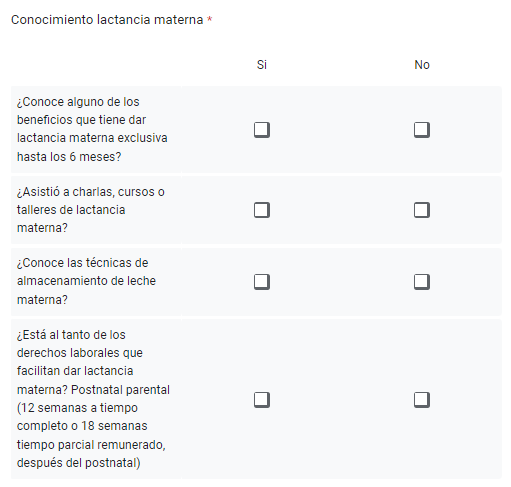 Conocimiento lactancia materna *
Si No
¿Conoce alguno de los
beneficios que tiene dar
lactancia materna exclusiva
hasta los 6 meses?
¿Asistió a charlas, cursos o
talleres de lactancia
materna?
¿Conoce las técnicas de
almacenamiento de leche
materna?
¿Está al tanto de los
derechos laborales que
facilitan dar lactancia
materna? Postnatal parental
(12 semanas a tiempo
completo o 18 semanas
tiempo parcial remunerado,
después del postnatal)